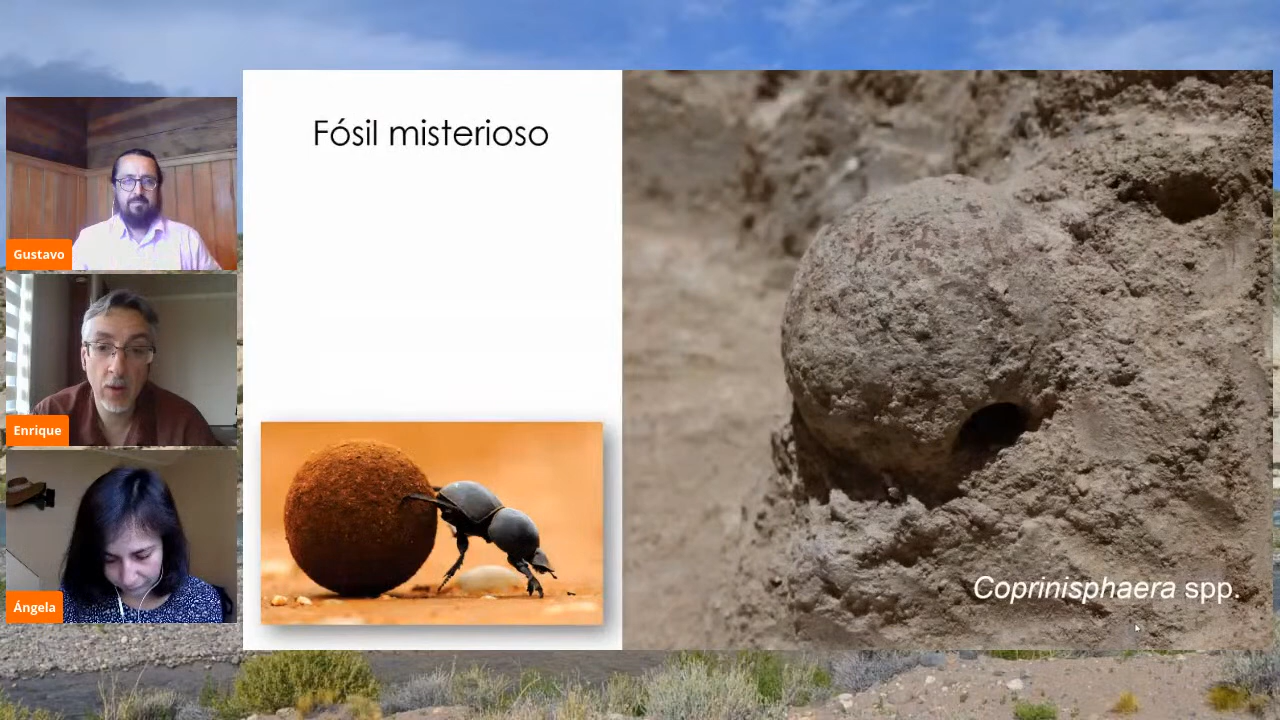 Fósil misterioso
Gustavo
Enrique
Ángela
Coprinisphaera spp.